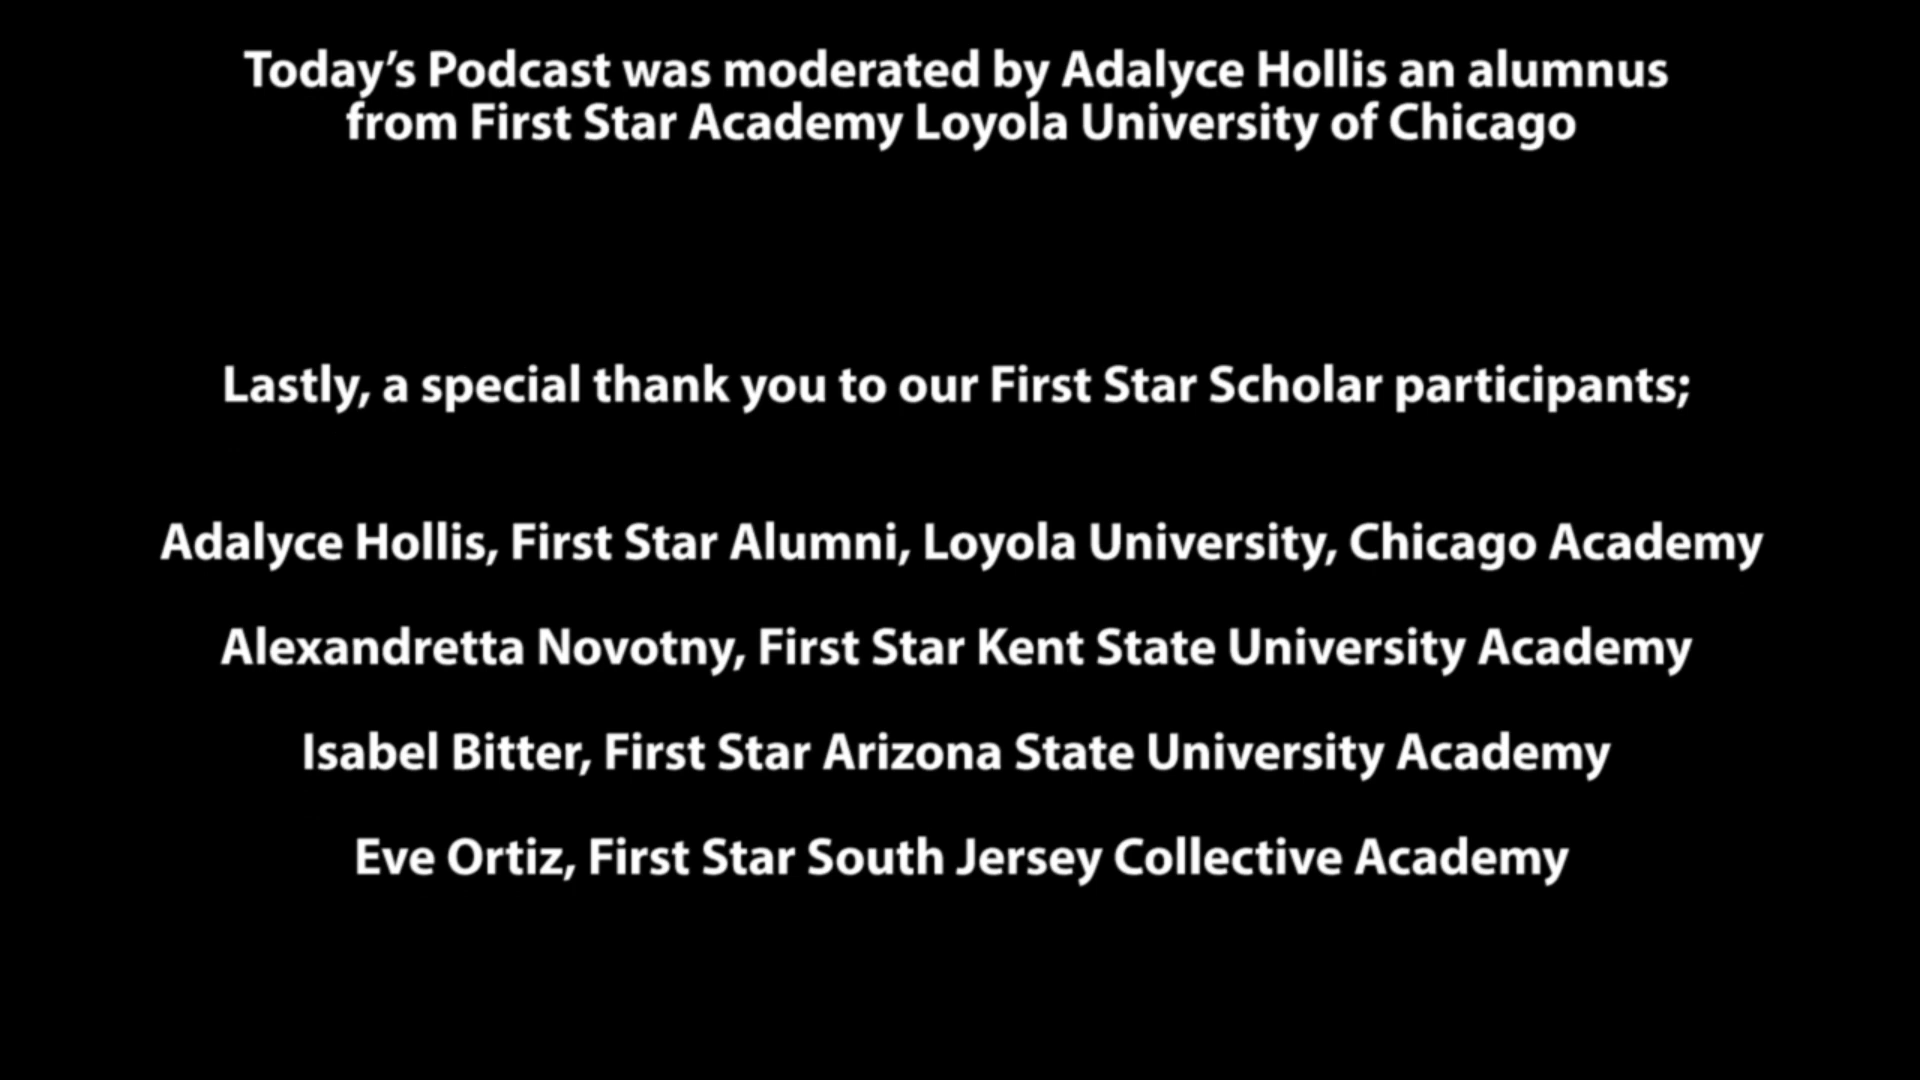 Today’s Podcast was moderated by Adalyce Hollis an alumnus
from First Star Academy Loyola University of Chicago
Lastly, a special thank you to our First Star Scholar participants;
Adalyce Hollis, First Star Alumni, Loyola University, Chicago Academy
Alexandretta Novotny, First Star Kent State University Academy
Isabel Bitter, First Star Arizona State University Academy
Eve Ortiz, First Star South Jersey Collective Academy